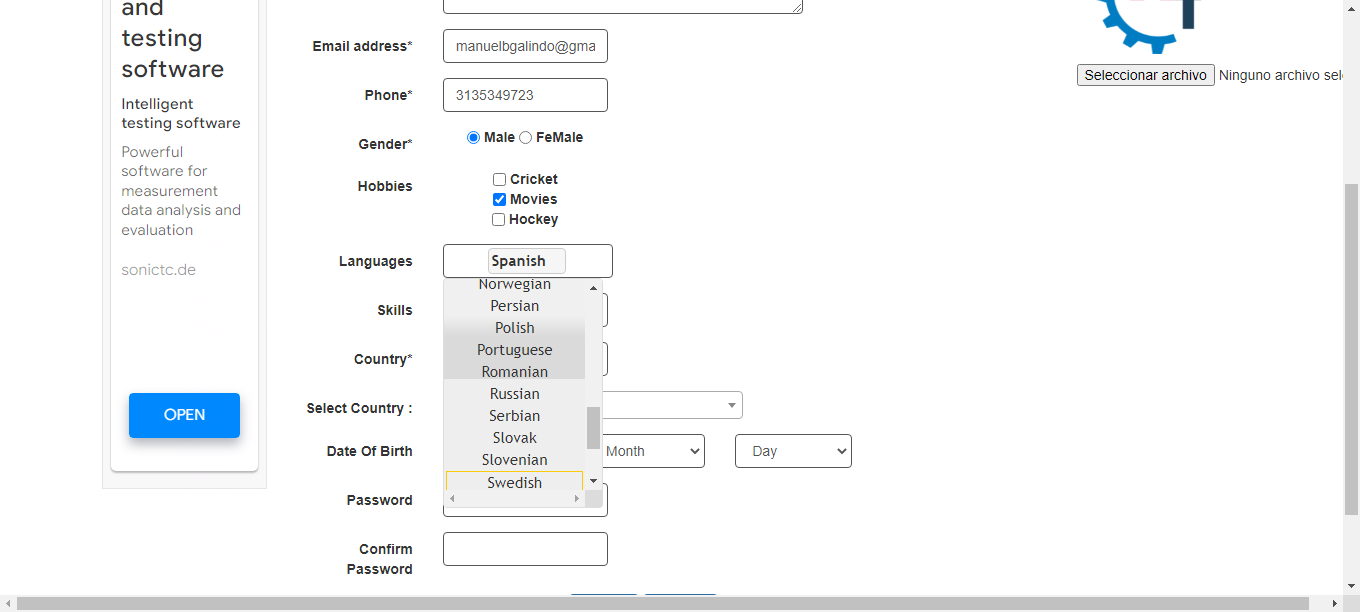 and
testing
software
Intelligent
testing software
Powerful
software for
measurement
data analysis and
evaluation
sonictc.de
OPEN
Email address*
manuelbgalindo@gma
Phone*
3135349723
Gender*
Male FeMale
Hobbies
Cricket
Movies
Hockey
Languages
Spanish
Norwegian
Persian
Polish
Portuguese
Romanian
Russian
Serbian
Slovak
Slovenian
Swedish
Skills
Country*
Select Country :
Date Of Birth
Month
Day
Password
Confirm
Password
Seleccionar archivo Ninguno archivo sel